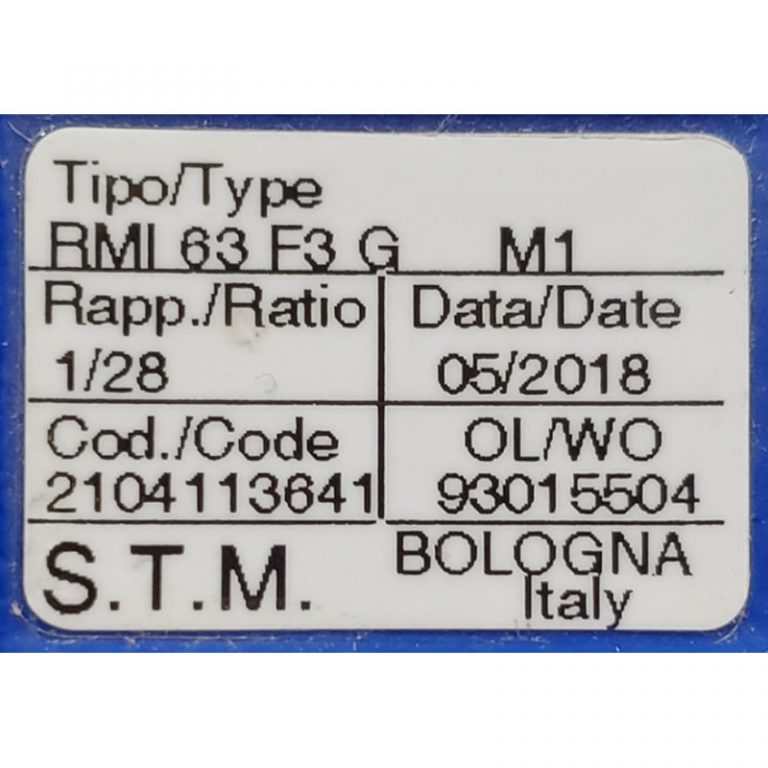 Tipo/Type
RMI 63 F3 G M1
Rapp./Ratio Data/Date
1/28 05/2018
Cod./Code OL/WO
2104113641 93015504
S.T.M. BOLOGNA
Italy